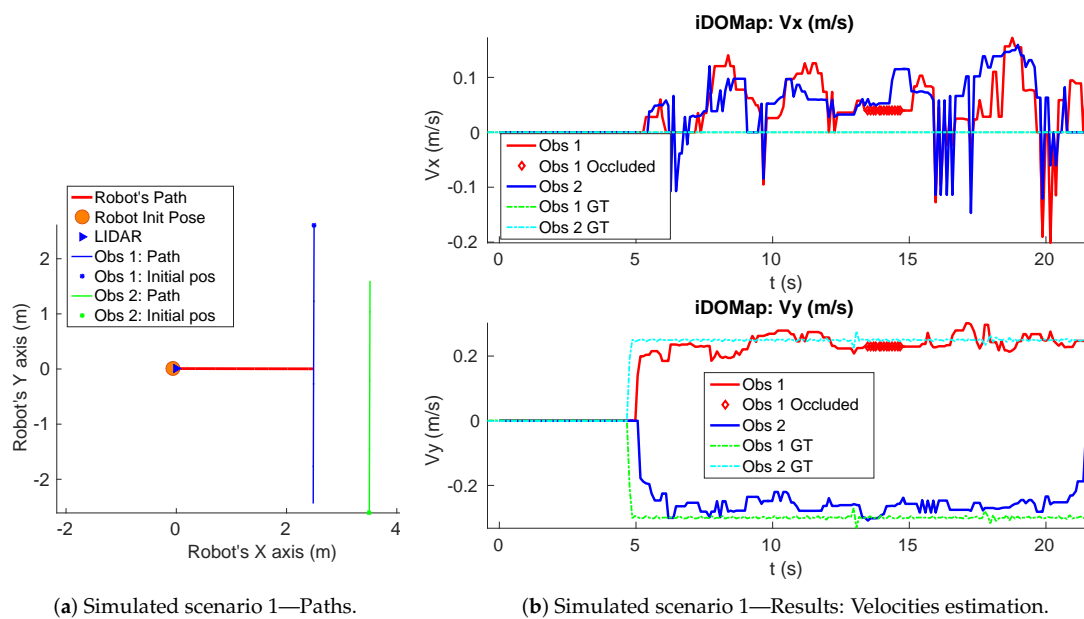 Robot's Path
Robot Init Pose
LIDAR
Obs 1: Path
Obs 1: Initial pos
Obs 2: Path
Obs 2: Initial pos
2
1
0
-1
-2
Robot's Y axis (m)
-2 0 2 4
Robot's X axis (m)
(a) Simulated scenario 1—Paths.
iDOMap: Vx (m/s)
0.1
0
-0.1
-0.2
Vx (m/s)
Obs 1
Obs 1 Occluded
Obs 2
Obs 1 GT
Obs 2 GT
0 5 10 15 20
t (s)
iDOMap: Vy (m/s)
0.2
0
-0.2
Vy (m/s)
Obs 1
Obs 1 Occluded
Obs 2
Obs 1 GT
Obs 2 GT
0 5 10 15 20
t (s)
(b) Simulated scenario 1—Results: Velocities estimation.